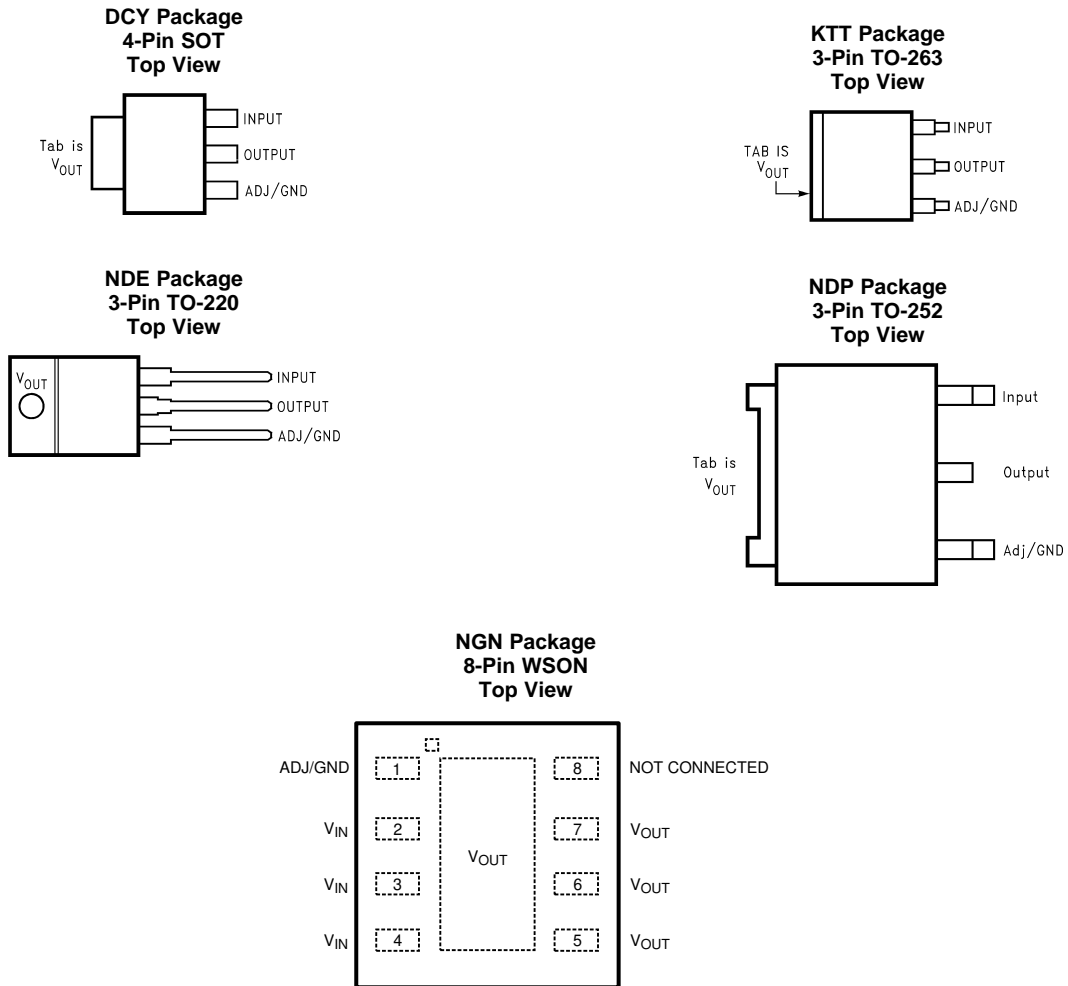 DCY Package
4-Pin SOT
Top View
Tab is
VOUT
INPUT
OUTPUT
ADJ/GND
KTT Package
3-Pin TO-263
Top View
TAB IS
VOUT
INPUT
OUTPUT
ADJ/GND
NDE Package
3-Pin TO-220
Top View
VOUT
INPUT
OUTPUT
ADJ/GND
NDP Package
3-Pin TO-252
Top View
Tab is
VOUT
Input
Output
Adj/GND
NGN Package
8-Pin WSON
Top View
ADJ/GND 1 8 NOT CONNECTED
VIN 2 7 VOUT
VOUT
VIN 3 6 VOUT
VIN 4 5 VOUT